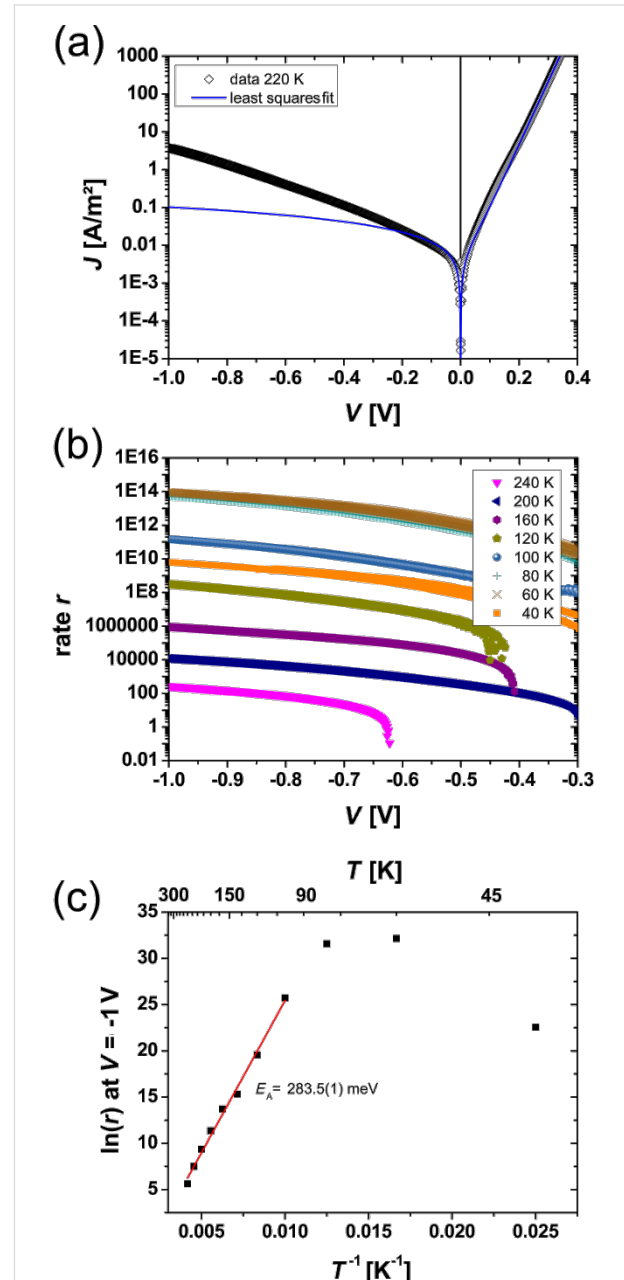 (a)
1000
100
10
1
0.1
0.01
1E-3
1E-4
1E-5
J [A/m²]
data 220 K
least squares fit
-1.0 -0.8 -0.6 -0.4 -0.2 0.0 0.2 0.4
V [V]
(b)
1E16
1E14
1E12
1E10
1E8
1000000
10000
100
1
0.01
rate r
240 K
200 K
160 K
120 K
100 K
80 K
60 K
40 K
-1.0 -0.9 -0.8 -0.7 -0.6 -0.5 -0.4 -0.3
V [V]
(c)
T [K]
300 150 90 45
35
30
25
20
15
10
5
ln(r) at V = -1 V
E_A = 283.5(1) meV
0.005 0.010 0.015 0.020 0.025
T⁻¹ [K⁻¹]